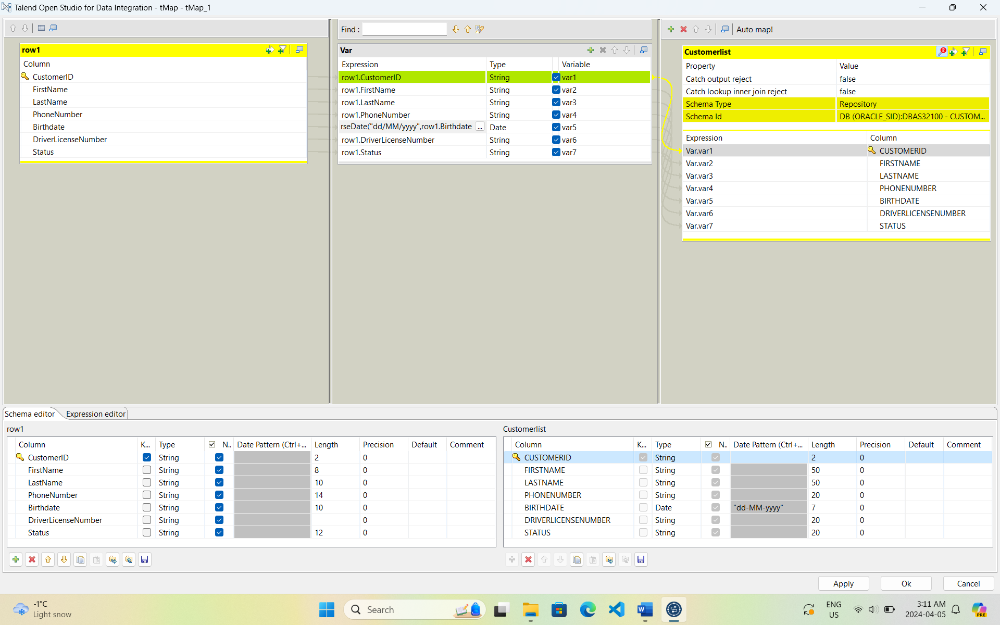 Talend Open Studio for Data Integration - tMap - tMap_1
Find :
Auto map!
row1
Column
CustomerID
FirstName
LastName
PhoneNumber
Birthdate
DriverLicenseNumber
Status
Var
Expression Type Variable
row1.CustomerID String var1
row1.FirstName String var2
row1.LastName String var3
row1.PhoneNumber String var4
rseDate("dd/MM/yyyy",row1.Birthdate ... Date var5
row1.DriverLicenseNumber String var6
row1.Status String var7
Customerlist 2
Property Value
Catch output reject false
Catch lookup inner join reject false
Schema Type Repository
Schema Id DB (ORACLE_SID):DBAS32100 - CUSTOM...
Expression Column
Var.var1 CUSTOMERID
Var.var2 FIRSTNAME
Var.var3 LASTNAME
Var.var4 PHONENUMBER
Var.var5 BIRTHDATE
Var.var6 DRIVERLICENSENUMBER
Var.var7 STATUS
Schema editor Expression editor
row1
Column K... Type N.. Date Pattern (Ctrl+... Length Precision Default Comment
CustomerID String 2 0
FirstName String 8 0
LastName String 10 0
PhoneNumber String 14 0
Birthdate String 10 0
DriverLicenseNumber String 0
Status String 12 0
Customerlist
Column K... Type N.. Date Pattern (Ctrl+... Length Precision Default Comment
CUSTOMERID String 2 0
FIRSTNAME String 50 0
LASTNAME String 50 0
PHONENUMBER String 20 0
BIRTHDATE Date "dd-MM-yyyy" 7 0
DRIVERLICENSENUMBER String 20 0
STATUS String 20 0
Apply Ok Cancel
-1°C
Light snow
Search
ENG
US
3:11 AM
2024-04-05
PRE